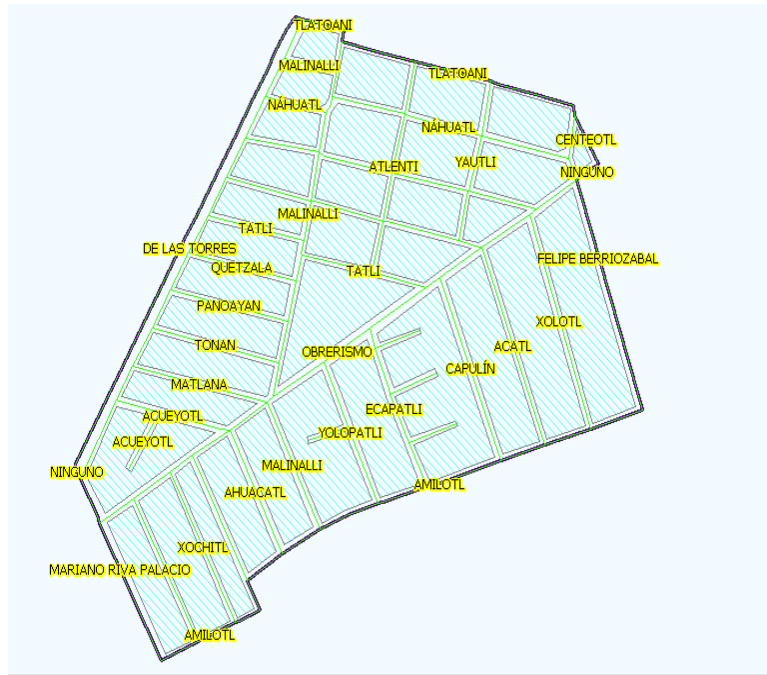 TLATOANI
MALINALLI
TLATOANI
NÁHUATL
NÁHUATL
CENTEOTL
ATLENTI
YAUTLI
NINGUNO
MALINALLI
TATLI
DE LAS TORRES
FELIPE BERRIOZABAL
QUETZALA
TATLI
PANOAYAN
XOLOTL
TONAN
OBRERISMO
ACATL
CAPULÍN
MATLANA
ECAPATLI
ACUEYOTL
YOLOPATLI
ACUEYOTL
MALINALLI
NINGUNO
AMILOTL
AHUACATL
XOCHITL
MARIANO RIVA PALACIO
AMILOTL